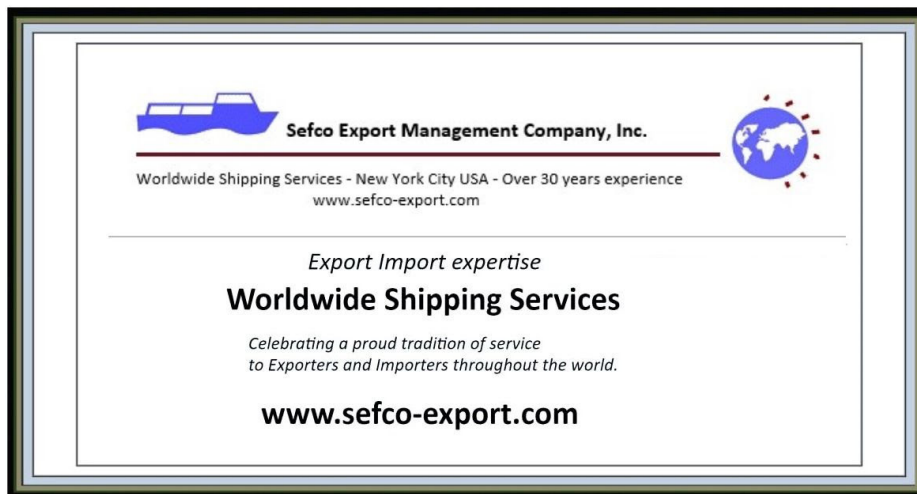 Sefco Export Management Company, Inc.
Worldwide Shipping Services - New York City USA - Over 30 years experience
www.sefco-export.com
Export Import expertise
Worldwide Shipping Services
Celebrating a proud tradition of service
to Exporters and Importers throughout the world.
www.sefco-export.com